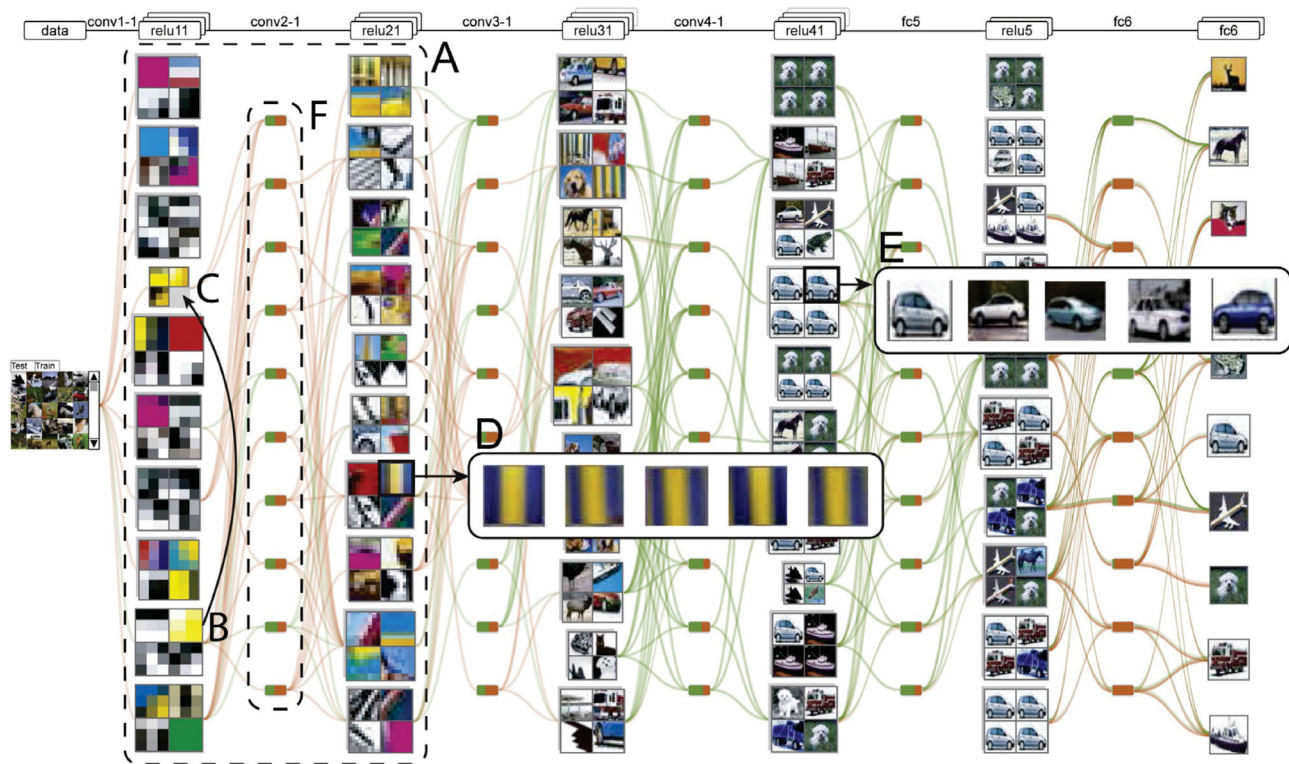 data conv1-1 relu11 conv2-1 relu21 conv3-1 relu31 conv4-1 relu41 fc5 relu5 fc6 fc6
A
F
E
C
Test Train
D
B